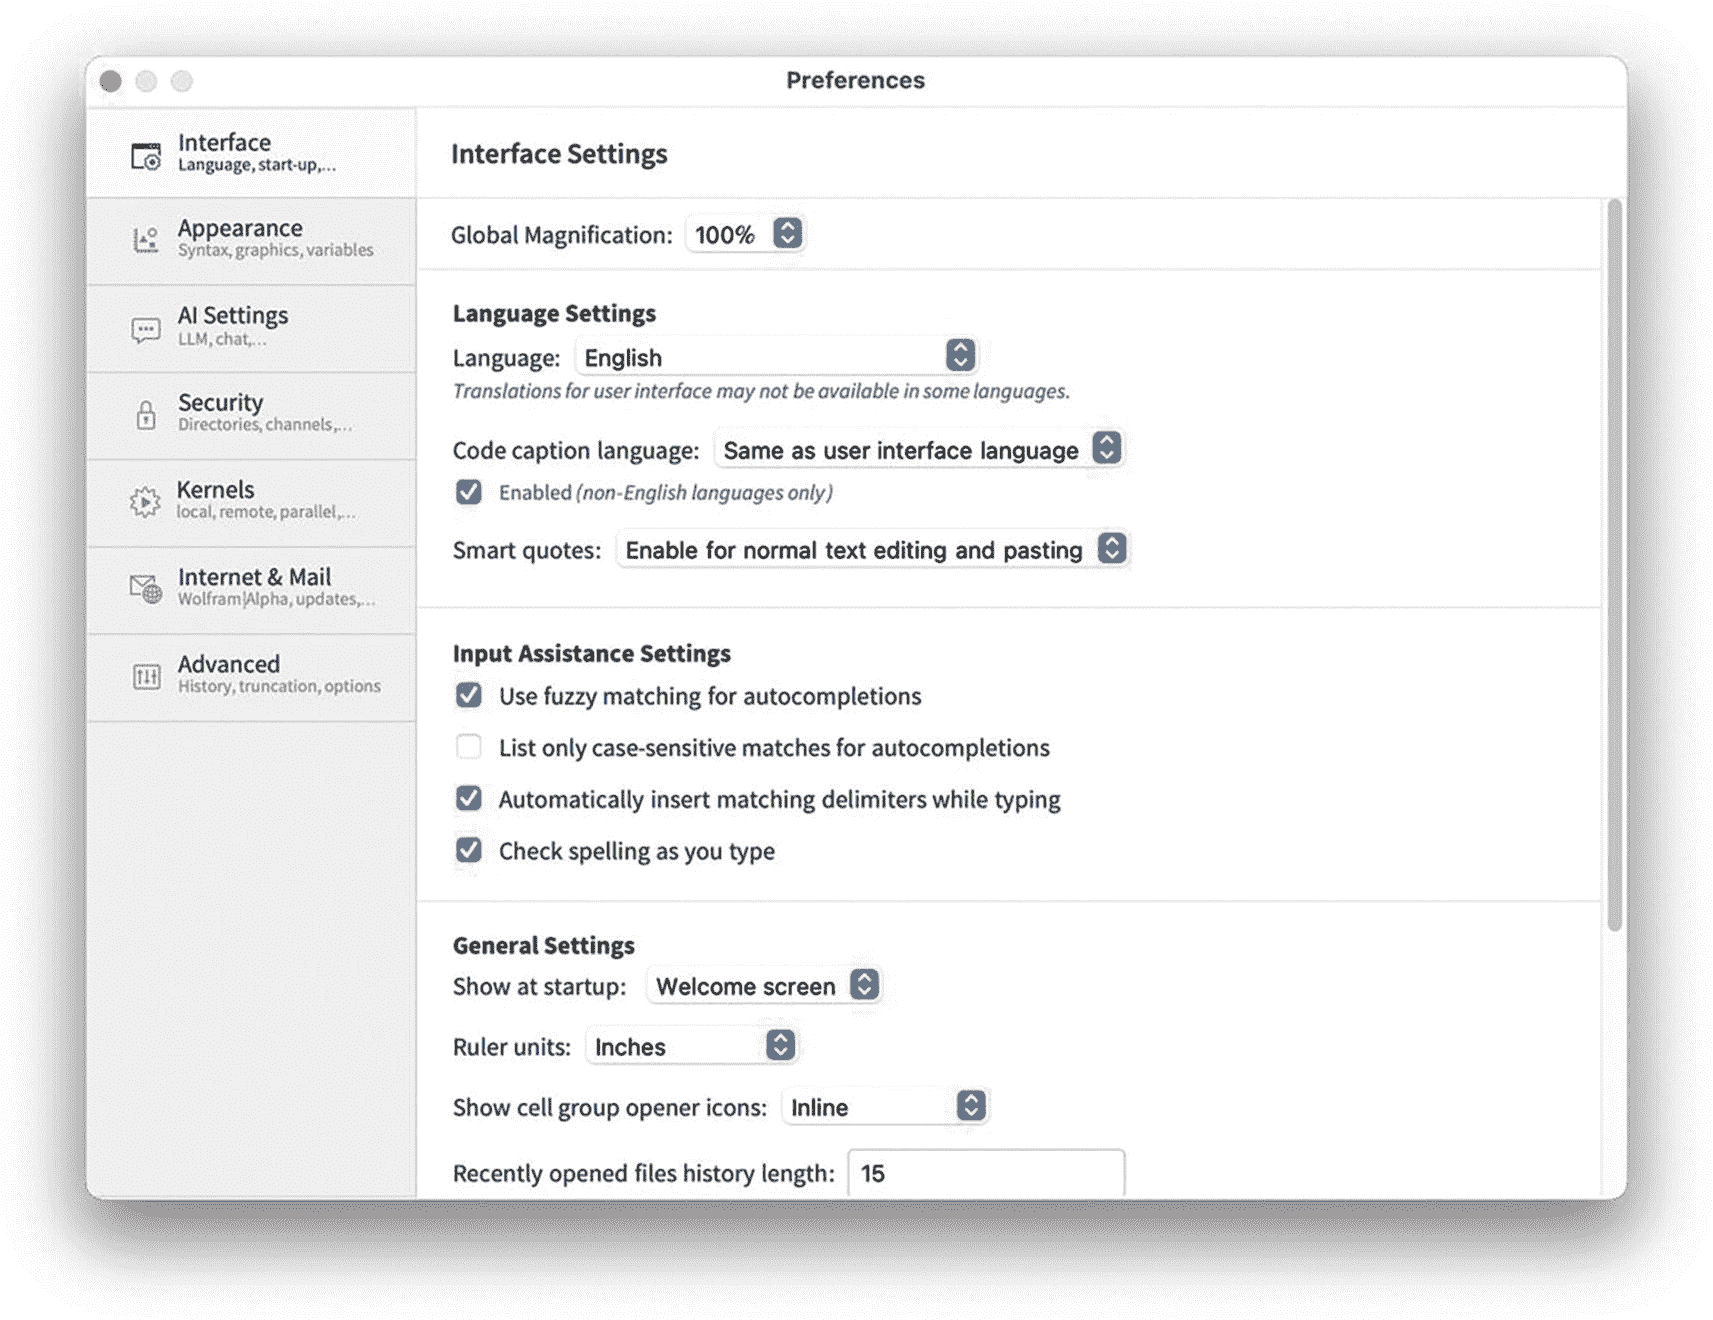 Preferences
Interface
Language, start-up,...
Appearance
Syntax, graphics, variables
AI Settings
LLM, chat,...
Security
Directories, channels,...
Kernels
local, remote, parallel,...
Internet & Mail
Wolfram|Alpha, updates,...
Advanced
History, truncation, options
Interface Settings
Global Magnification: 100%
Language Settings
Language: English
Translations for user interface may not be available in some languages.
Code caption language: Same as user interface language
Enabled (non-English languages only)
Smart quotes: Enable for normal text editing and pasting
Input Assistance Settings
Use fuzzy matching for autocompletions
List only case-sensitive matches for autocompletions
Automatically insert matching delimiters while typing
Check spelling as you type
General Settings
Show at startup: Welcome screen
Ruler units: Inches
Show cell group opener icons: Inline
Recently opened files history length: 15